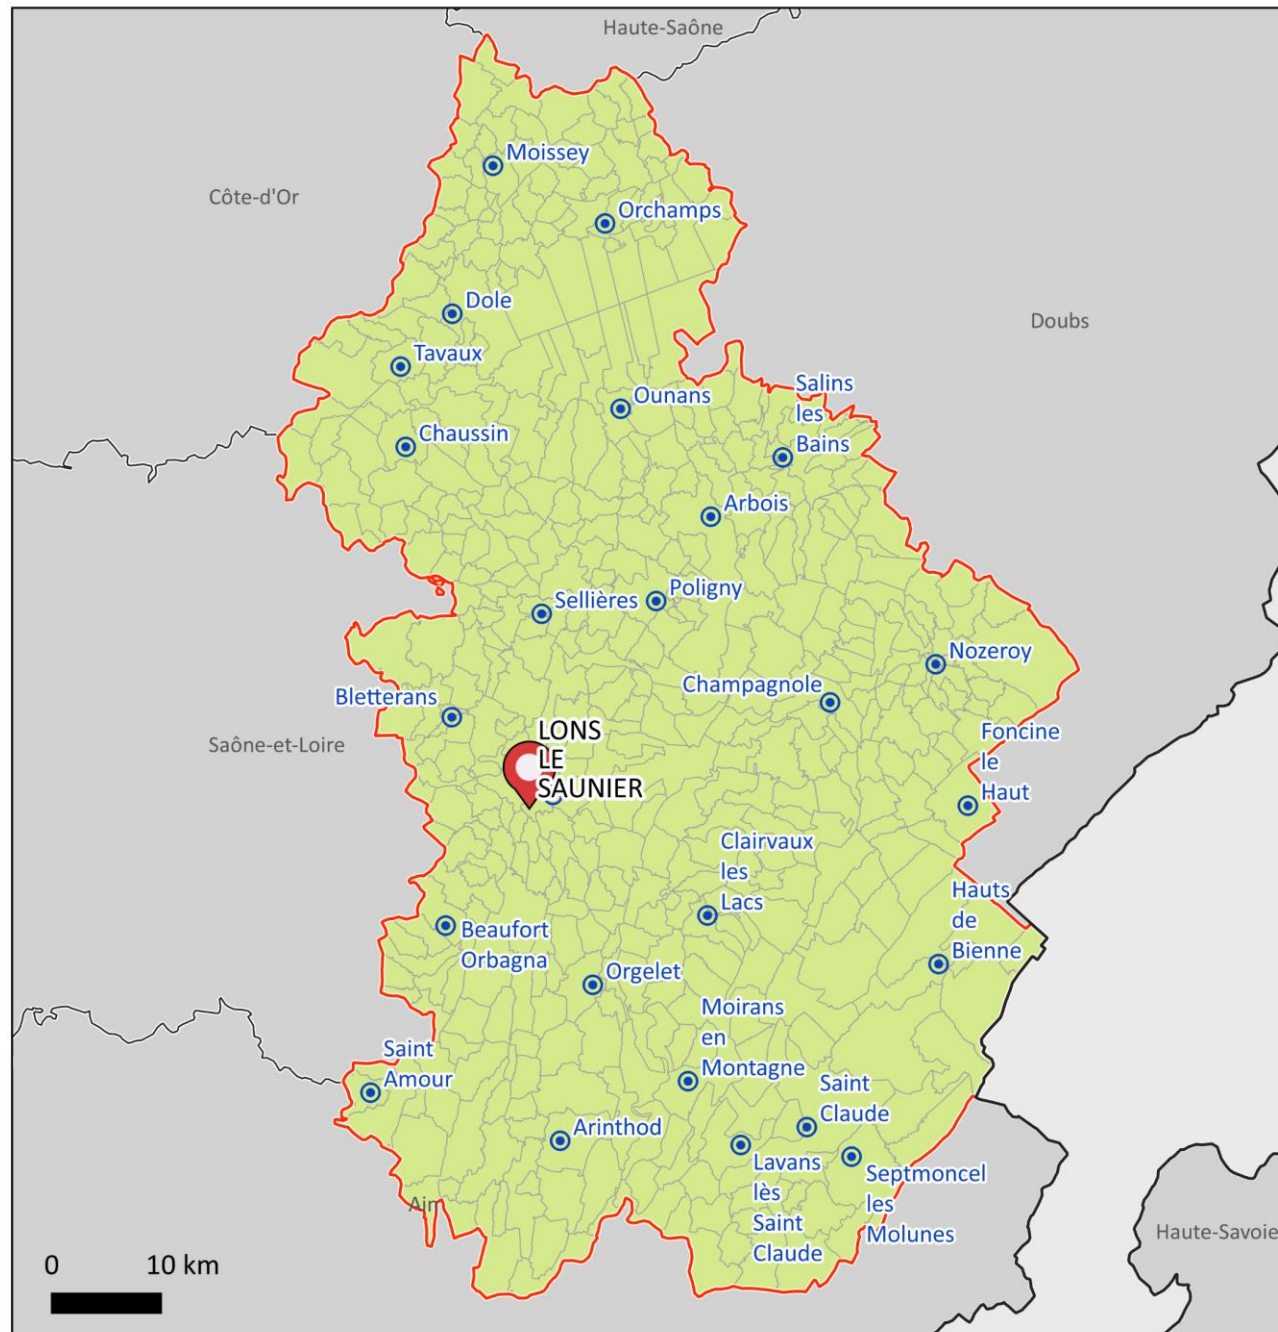 Haute-Saône
Moissey
Côte-d'Or
Orchamps
Dole
Doubs
Tavaux
Salins
les
Bains
Ounans
Chaussin
Arbois
Poligny
Sellières
Nozeroy
Champagnole
Bletterans
Foncine
le
Haut
Saône-et-Loire
LONS
LE
SAUNIER
Clairvaux
les
Lacs
Hauts
de
Bienne
Beaufort
Orbagna
Orgelet
Moirans
en
Montagne
Saint
Amour
Saint
Claude
Arinthod
Lavans
lès
Saint
Claude
Septmoncel
les
Molunes
Ain
Haute-Savoie
0 10 km